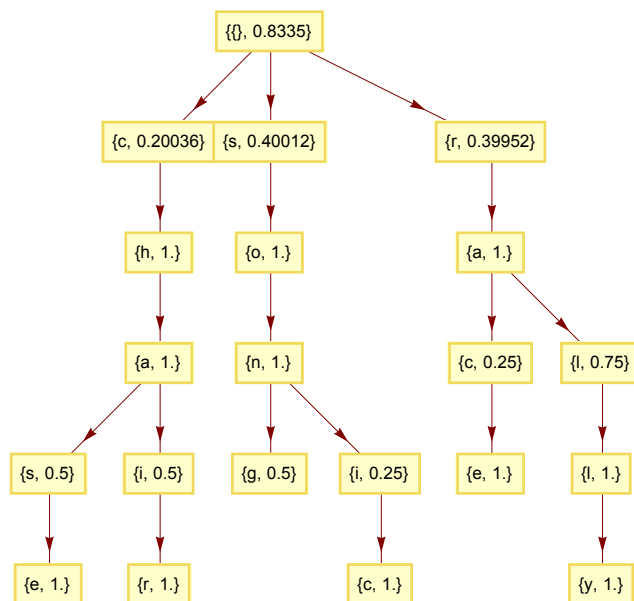 {{}, 0.8335}
{c, 0.20036} {s, 0.40012} {r, 0.39952}
{h, 1.} {o, 1.} {a, 1.}
{a, 1.} {n, 1.} {c, 0.25} {l, 0.75}
{s, 0.5} {i, 0.5} {g, 0.5} {i, 0.25} {e, 1.} {l, 1.}
{e, 1.} {r, 1.} {c, 1.} {y, 1.}